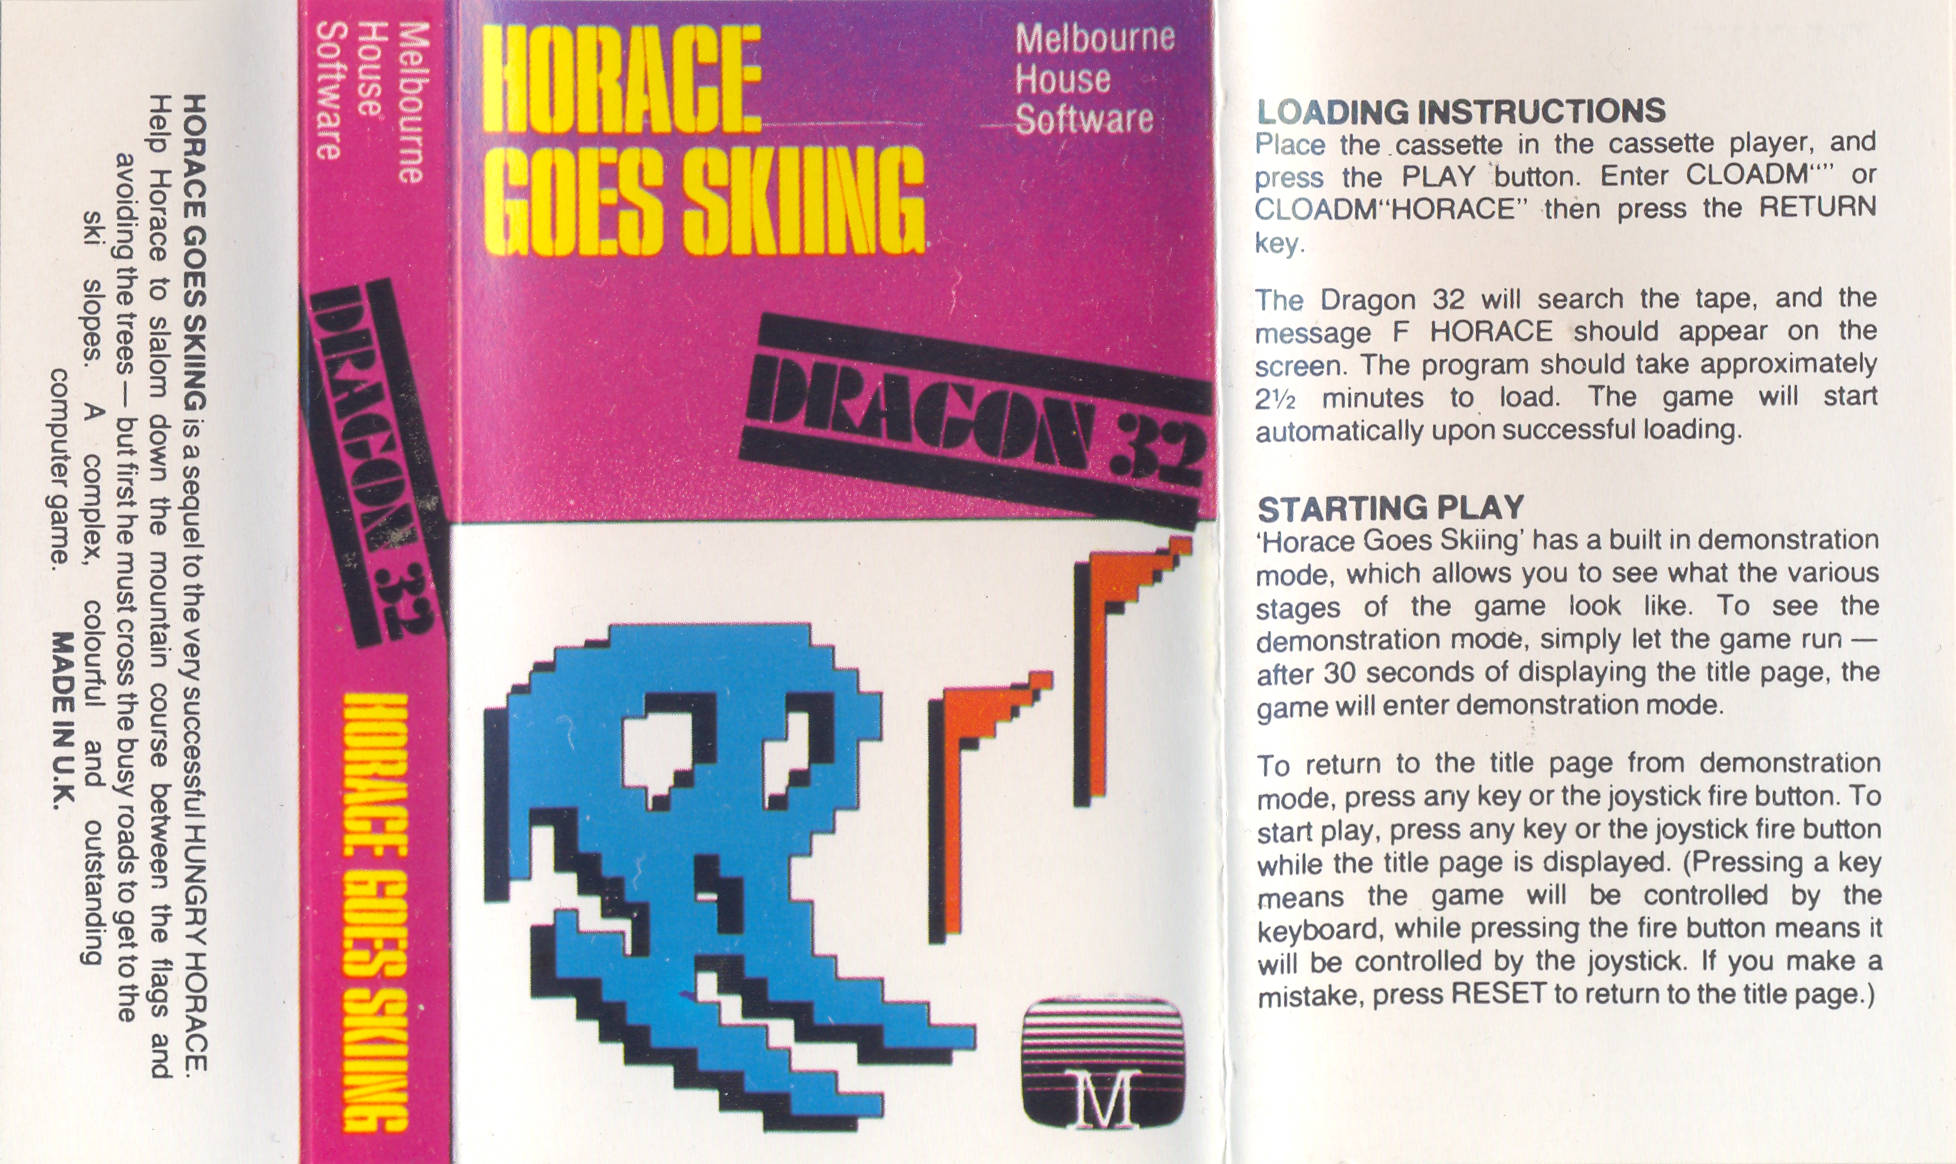 HORACE GOES SKIING is a sequel to the very successful HUNGRY HORACE.
Help Horace to slalom down the mountain course between the flags and
avoiding the trees — but first he must cross the busy roads to get to the
ski slopes. A complex, colourful and outstanding
computer game. MADE IN U.K.
Melbourne
House
Software
DRAGON 32
HORACE GOES SKIING
HORACE
GOES SKIING
Melbourne
House
Software
DRAGON 32
M
LOADING INSTRUCTIONS
Place the cassette in the cassette player, and
press the PLAY button. Enter CLOADM“” or
CLOADM“HORACE” then press the RETURN
key.
The Dragon 32 will search the tape, and the
message F HORACE should appear on the
screen. The program should take approximately
2½ minutes to load. The game will start
automatically upon successful loading.
STARTING PLAY
‘Horace Goes Skiing’ has a built in demonstration
mode, which allows you to see what the various
stages of the game look like. To see the
demonstration mode, simply let the game run —
after 30 seconds of displaying the title page, the
game will enter demonstration mode.
To return to the title page from demonstration
mode, press any key or the joystick fire button. To
start play, press any key or the joystick fire button
while the title page is displayed. (Pressing a key
means the game will be controlled by the
keyboard, while pressing the fire button means it
will be controlled by the joystick. If you make a
mistake, press RESET to return to the title page.)